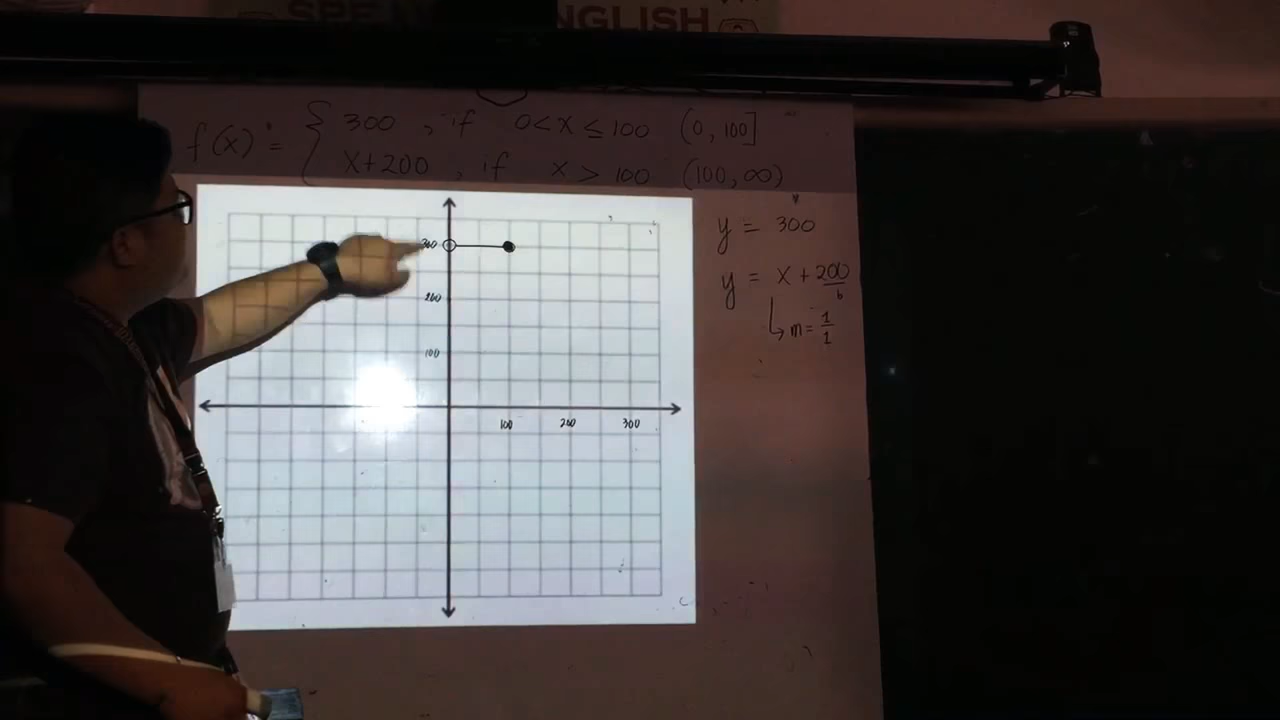 ENGLISH
f(x) = { 300 , if 0 < x ≤ 100 (0, 100]
x+200 , if x > 100 (100, ∞)
y = 300
y = x + 200
b
m = 1/1
300
200
100
100 200 300